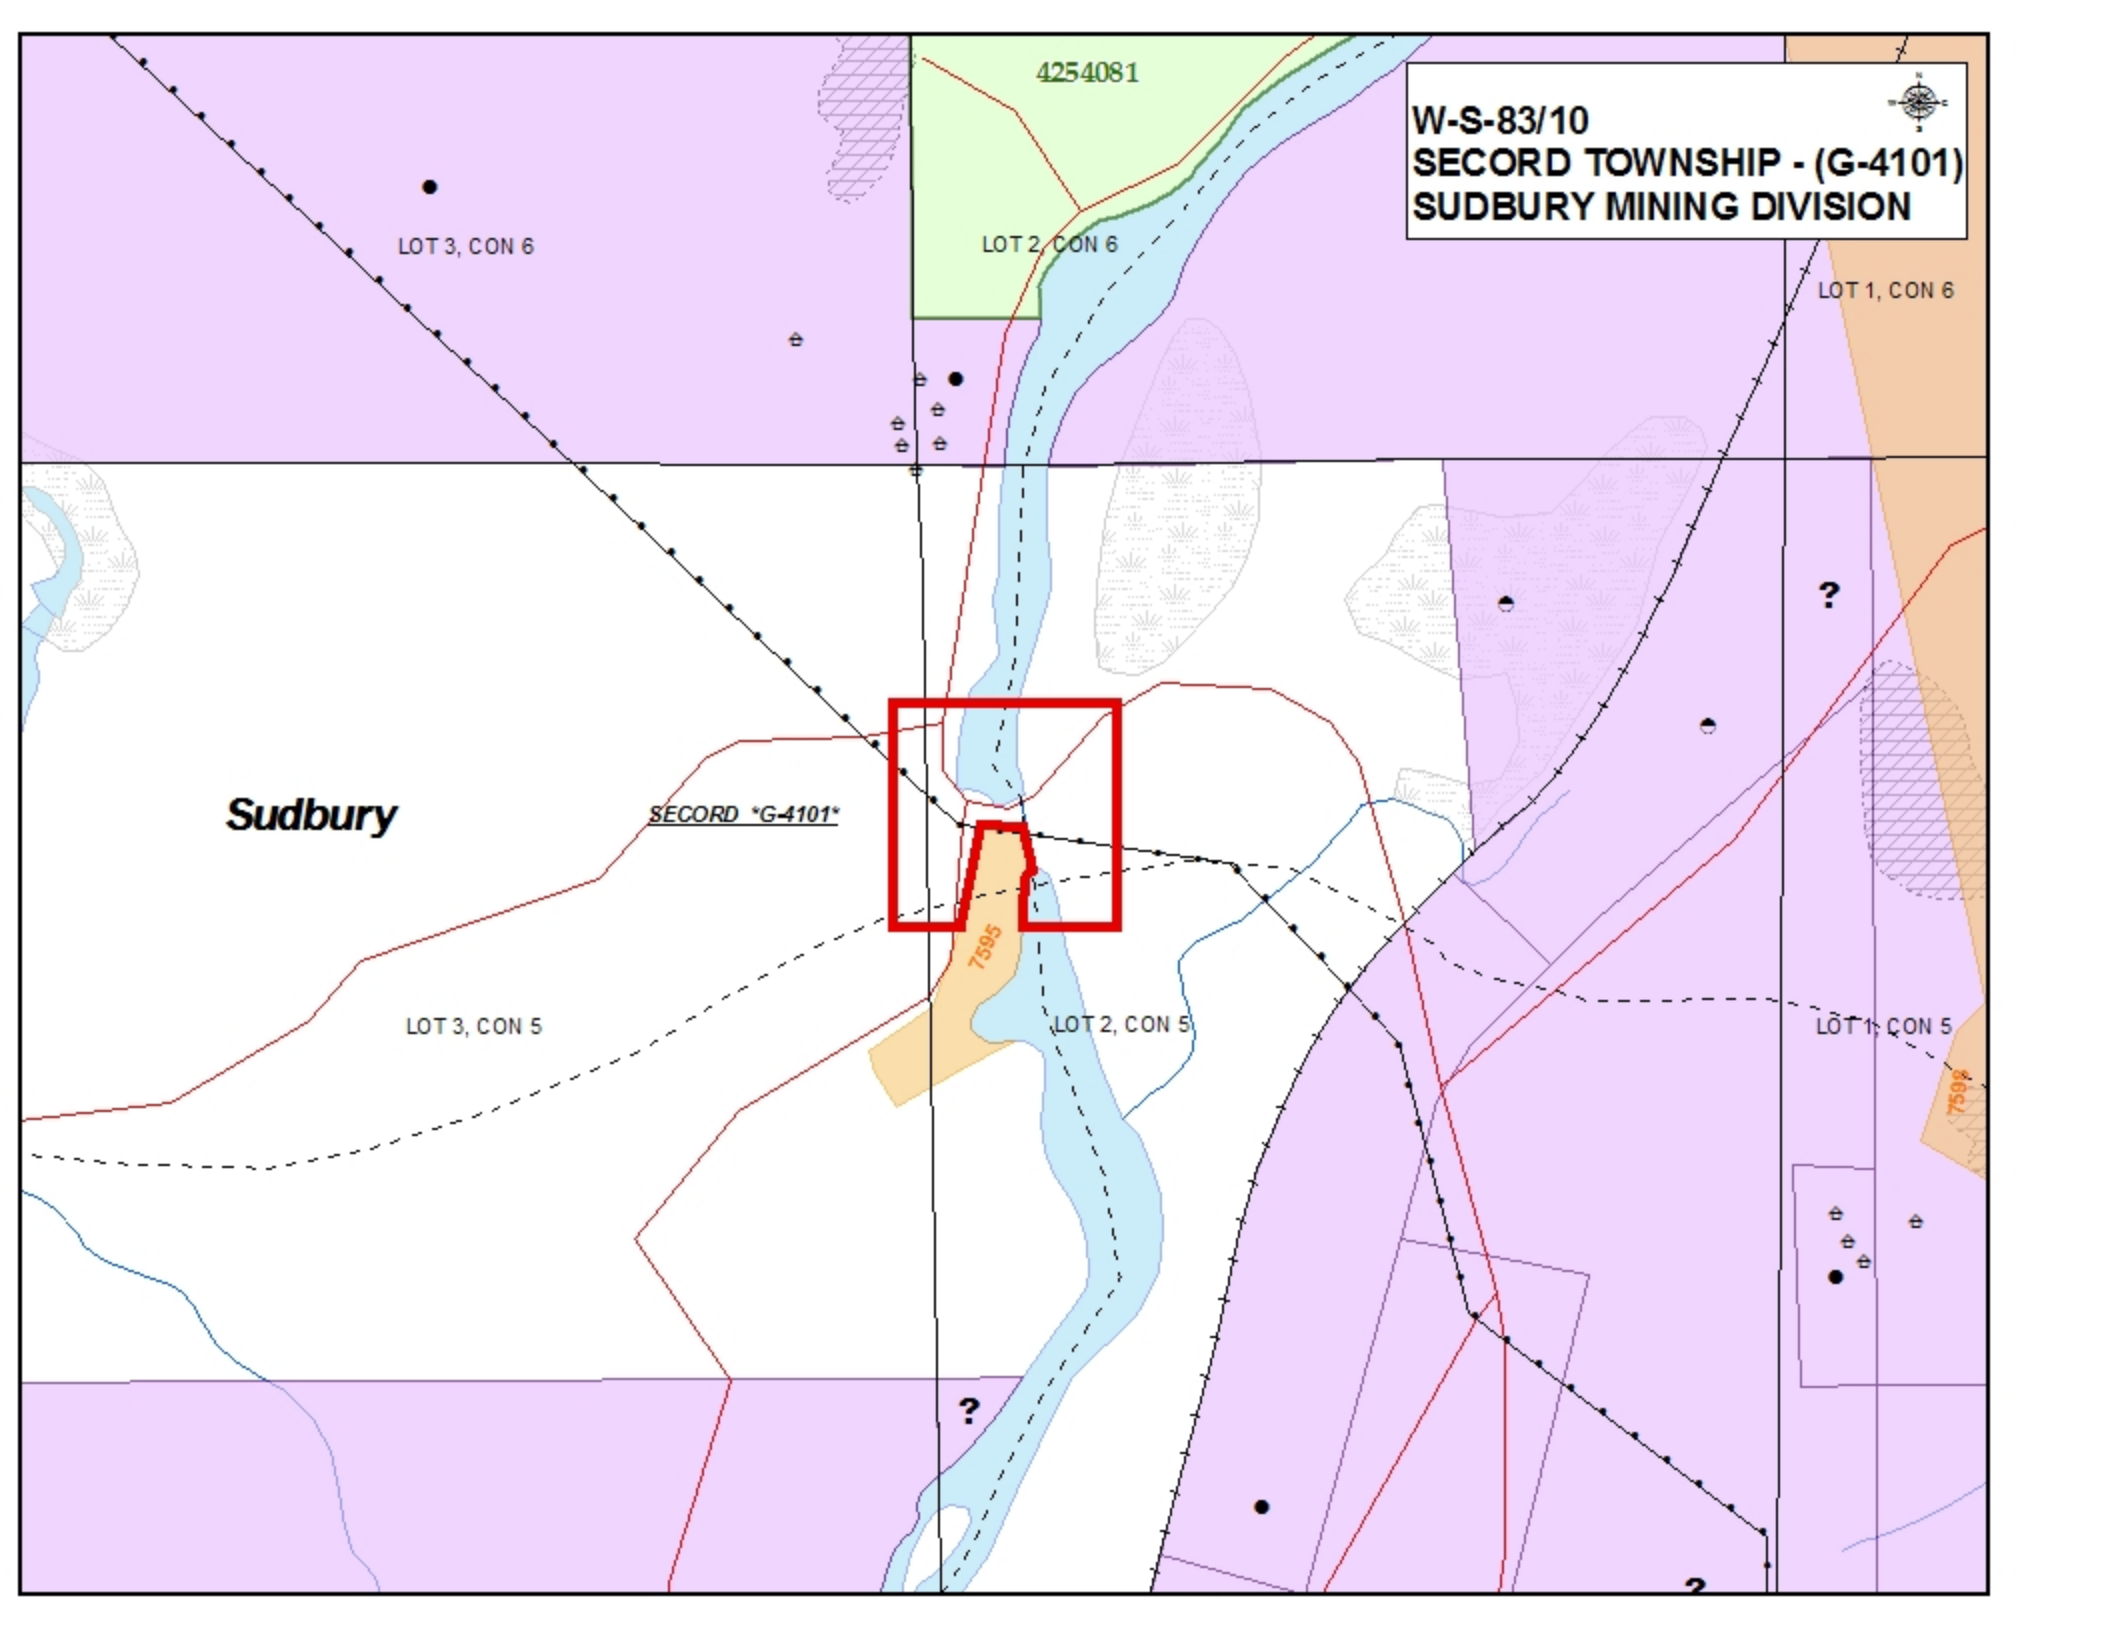 4254081
W-S-83/10
SECORD TOWNSHIP - (G-4101)
SUDBURY MINING DIVISION
LOT 3, CON 6
LOT 2, CON 6
LOT 1, CON 6
?
Sudbury
SECORD *G-4101*
7595
LOT 3, CON 5
LOT 2, CON 5
LOT 1, CON 5
?
?